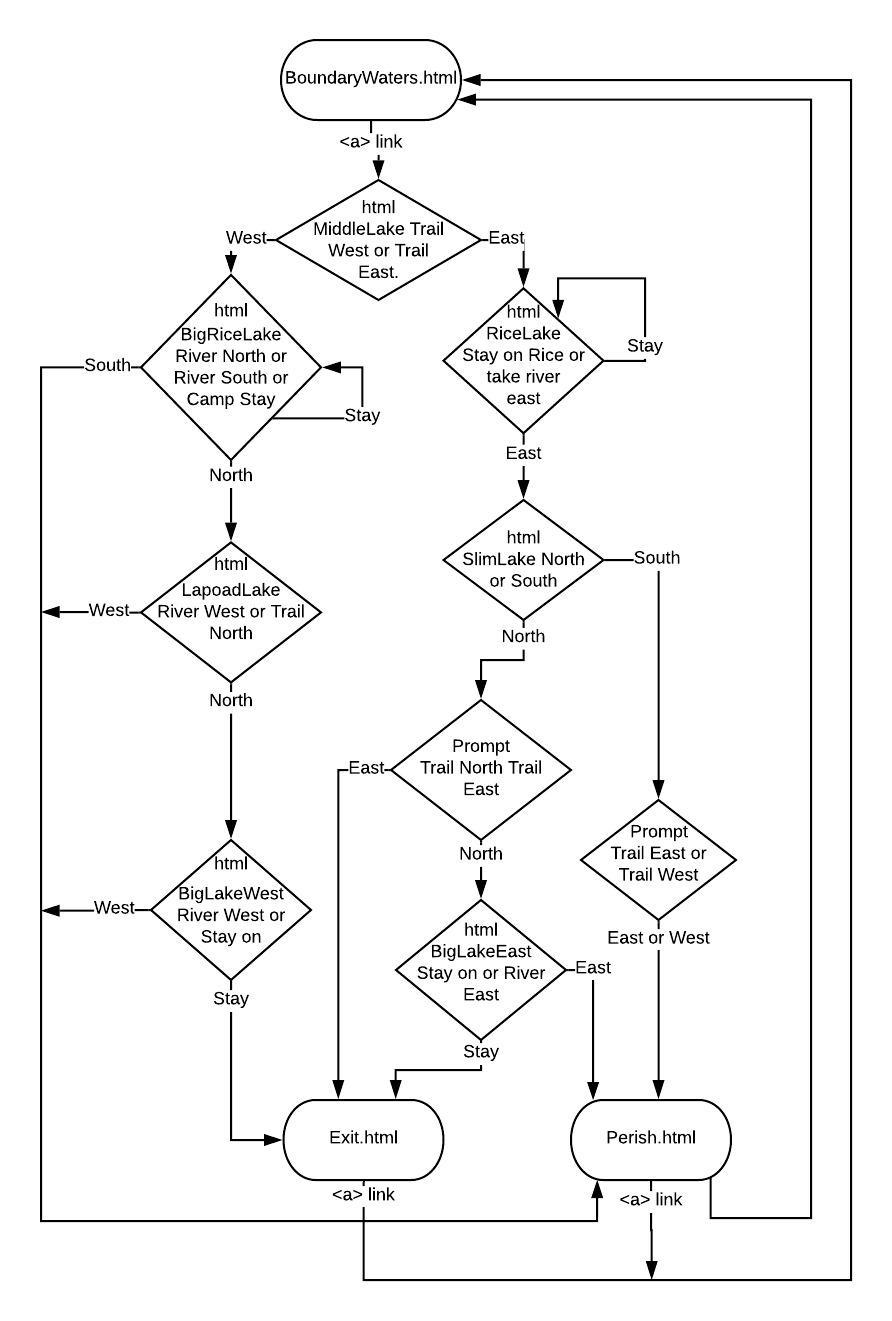 BoundaryWaters.html
<a> link
html
MiddleLake Trail
West or Trail
East.
West
East
html
BigRiceLake
River North or
River South or
Camp Stay
South
Stay
North
html
RiceLake
Stay on Rice or
take river
east
Stay
East
html
SlimLake North
or South
South
North
html
LapoadLake
River West or Trail
North
West
North
Prompt
Trail North Trail
East
East
North
Prompt
Trail East or
Trail West
East or West
html
BigLakeWest
River West or
Stay on
West
Stay
html
BigLakeEast
Stay on or River
East
East
Stay
Exit.html
Perish.html
<a> link
<a> link